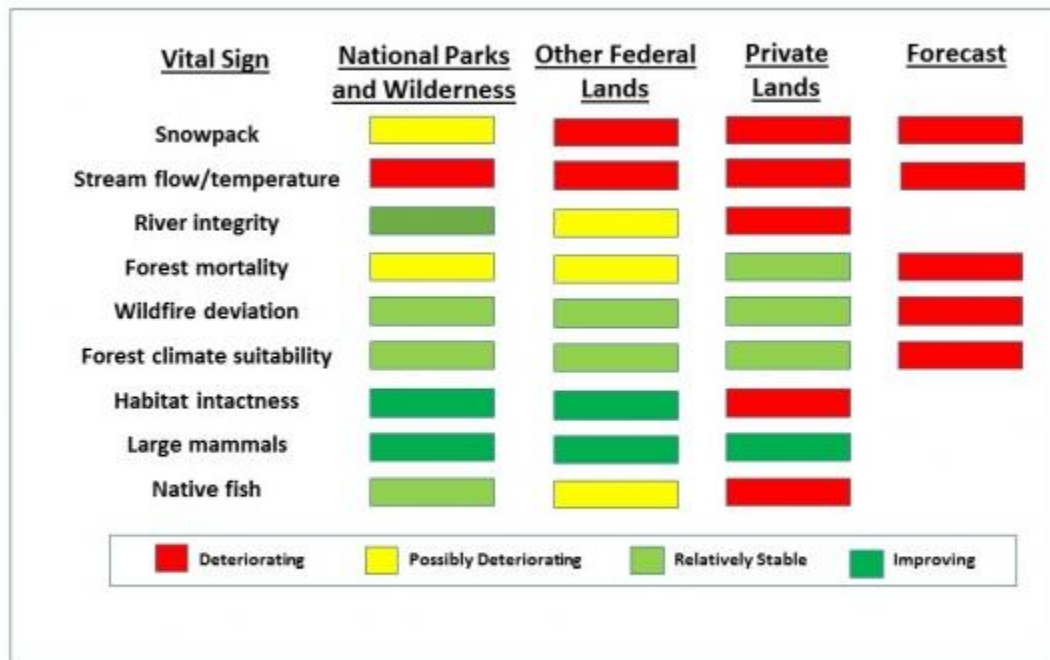 Vital Sign
National Parks
and Wilderness
Other Federal
Lands
Private
Lands
Forecast
Snowpack
Stream flow/temperature
River integrity
Forest mortality
Wildfire deviation
Forest climate suitability
Habitat intactness
Large mammals
Native fish
Deteriorating
Possibly Deteriorating
Relatively Stable
Improving